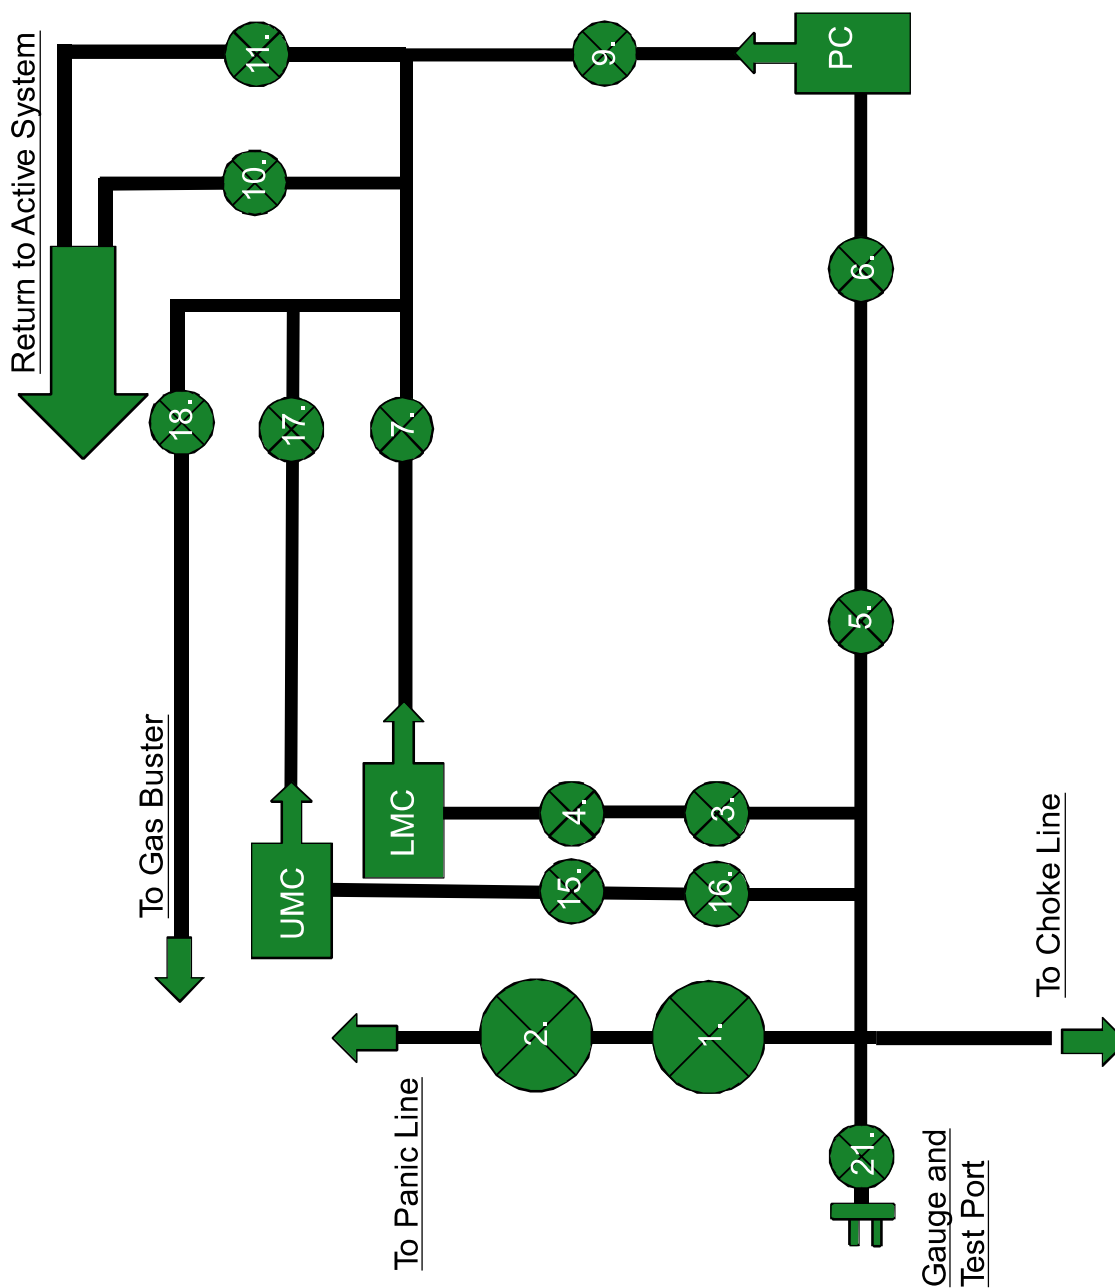 Return to Active System
11.
10.
9.
PC
18.
17.
7.
6.
To Gas Buster
UMC
LMC
5.
15.
4.
16.
3.
To Panic Line
2.
1.
To Choke Line
21.
Gauge and
Test Port